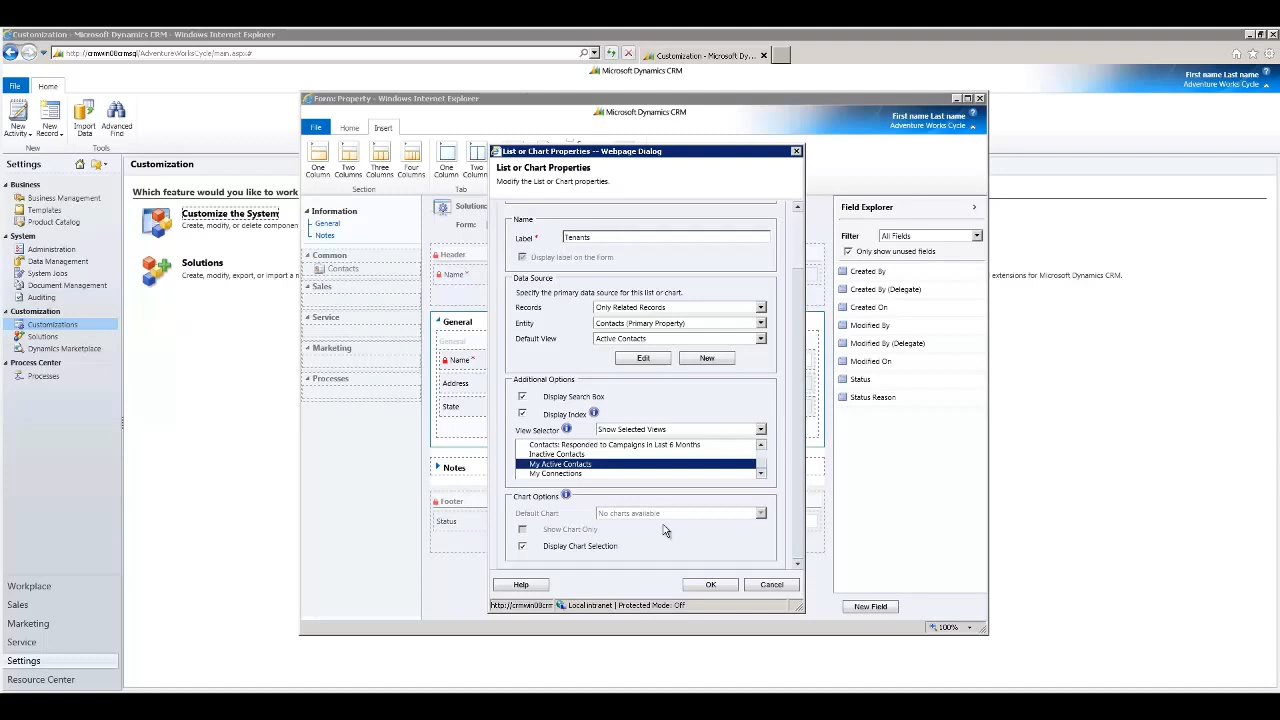 Customization - Microsoft Dynamics CRM - Windows Internet Explorer
http://crmwin08crmsql/AdventureWorksCycle/main.aspx#
Customization - Microsoft Dy...
Microsoft Dynamics CRM
File
Home
First name Last name
Adventure Works Cycle
New Activity
New Record
Import Data
Advanced Find
New
Tools
Settings
Business
Business Management
Templates
Product Catalog
System
Administration
Data Management
System Jobs
Document Management
Auditing
Customization
Customizations
Solutions
Dynamics Marketplace
Process Center
Processes
Workplace
Sales
Marketing
Service
Settings
Resource Center
Customization
Which feature would you like to work
Customize the System
Create, modify, or delete componen
Solutions
Create, modify, export, or import a n
extensions for Microsoft Dynamics CRM.
Form: Property - Windows Internet Explorer
Microsoft Dynamics CRM
File
Home
Insert
First name Last name
Adventure Works Cycle
One Column
Two Columns
Three Columns
Four Columns
One Column
Two Column
Section
Tab
Information
General
Notes
Common
Contacts
Sales
Service
Marketing
Processes
Solution:
Form:
Header
Name *
General
General
Name *
Address
State
Notes
Footer
Status
List or Chart Properties -- Webpage Dialog
List or Chart Properties
Modify the List or Chart properties.
Name
Label *
Tenants
Display label on the Form
Data Source
Specify the primary data source for this list or chart.
Records
Only Related Records
Entity
Contacts (Primary Property)
Default View
Active Contacts
Edit
New
Additional Options
Display Search Box
Display Index
View Selector
Show Selected Views
Contacts: Responded to Campaigns in Last 6 Months
Inactive Contacts
My Active Contacts
My Connections
Chart Options
Default Chart
No charts available
Show Chart Only
Display Chart Selection
Help
OK
Cancel
http://crmwin08crm
Local intranet | Protected Mode: Off
Field Explorer
Filter
All Fields
Only show unused fields
Created By
Created By (Delegate)
Created On
Modified By
Modified By (Delegate)
Modified On
Status
Status Reason
New Field
100%